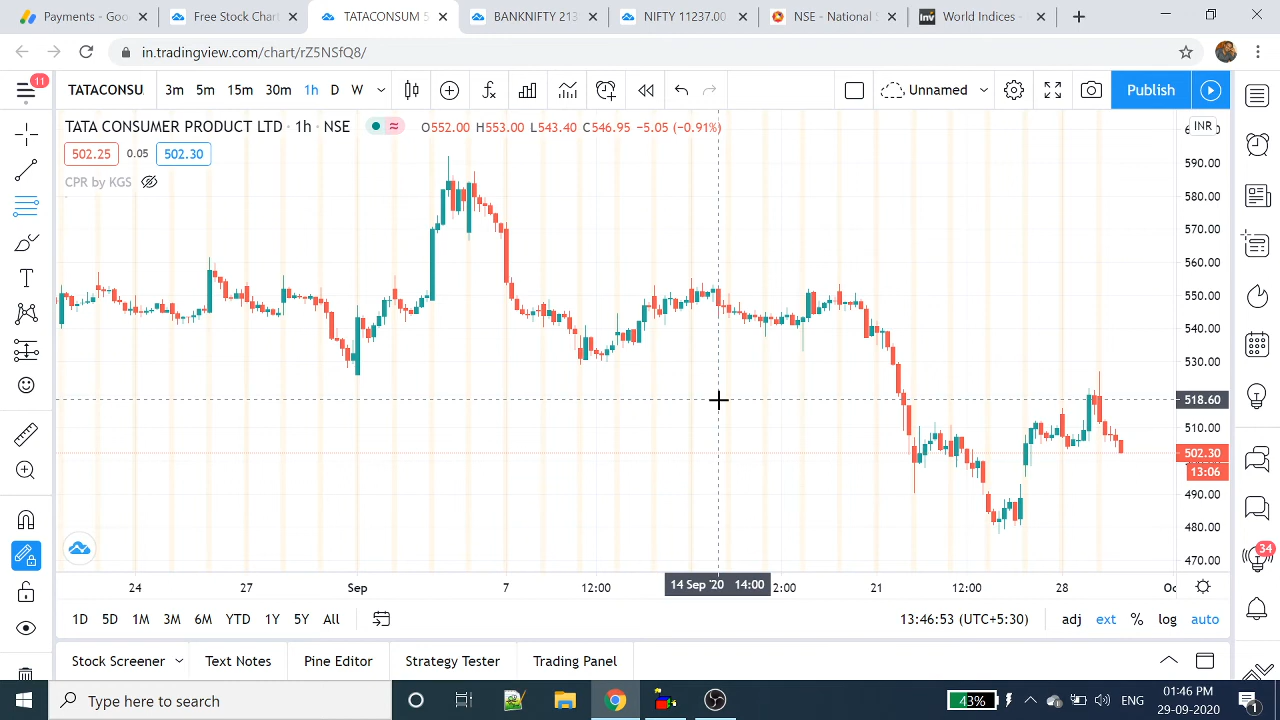 Payments - Goo
Free Stock Char
TATACONSUM 5
BANKNIFTY 213
NIFTY 11237.0
NSE - National
World Indices -
in.tradingview.com/chart/rZ5NSfQ8/
11
TATACONSU
3m 5m 15m 30m 1h D W
Unnamed
Publish
TATA CONSUMER PRODUCT LTD · 1h · NSE
O552.00 H553.00 L543.40 C546.95 −5.05 (−0.91%)
INR
502.25 0.05 502.30
CPR by KGS
590.00
580.00
570.00
560.00
550.00
540.00
530.00
518.60
510.00
502.30
13:06
490.00
480.00
470.00
34
24 27 Sep 7 12:00 14 Sep '20 14:00 2:00 21 12:00 28 Oc
1D 5D 1M 3M 6M YTD 1Y 5Y All
13:46:53 (UTC+5:30)
adj ext % log auto
Stock Screener Text Notes Pine Editor Strategy Tester Trading Panel
Type here to search
43%
ENG
01:46 PM
29-09-2020
1